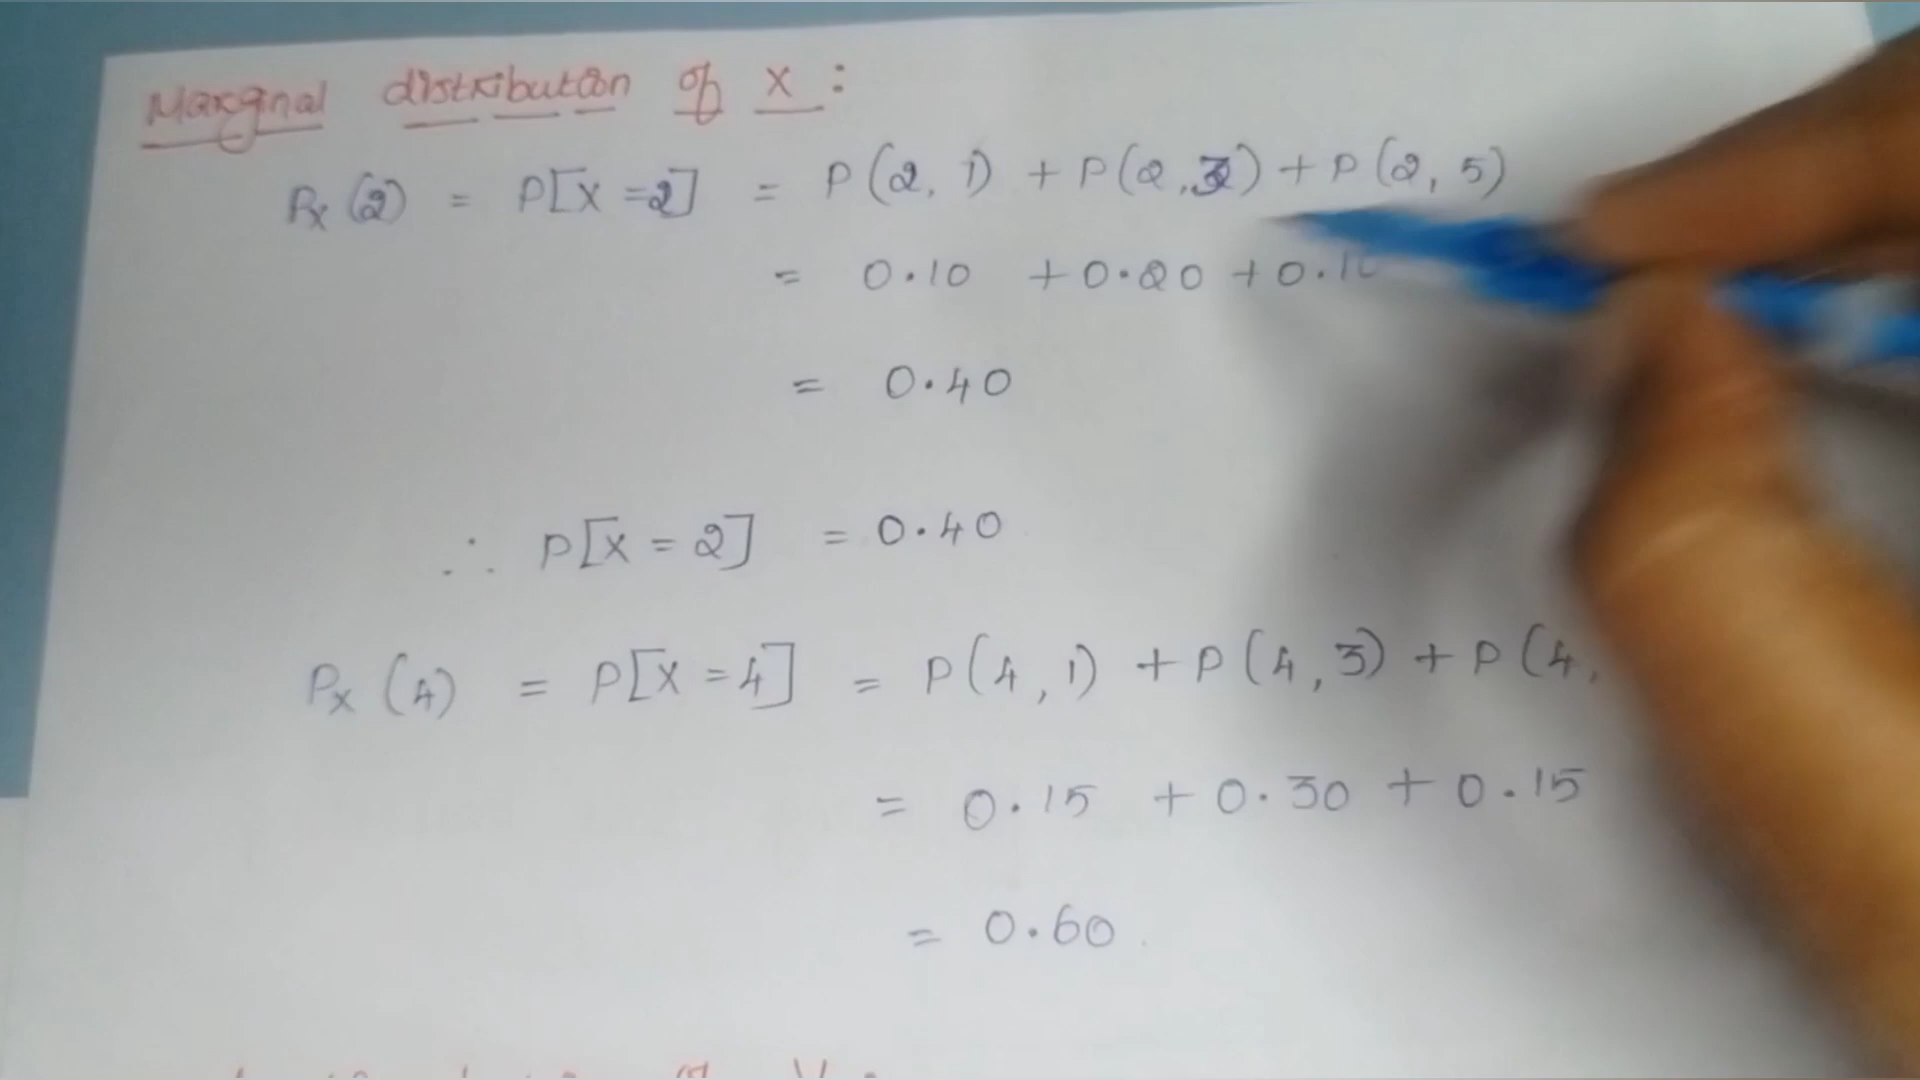 Marginal distribution of X :
Px (2) = P[X = 2] = P(2, 1) + P(2, 3) + P(2, 5)
= 0.10 + 0.20 + 0.10
= 0.40
∴ P[X = 2] = 0.40
Px (4) = P[X = 4] = P(4, 1) + P(4, 3) + P(4,
= 0.15 + 0.30 + 0.15
= 0.60